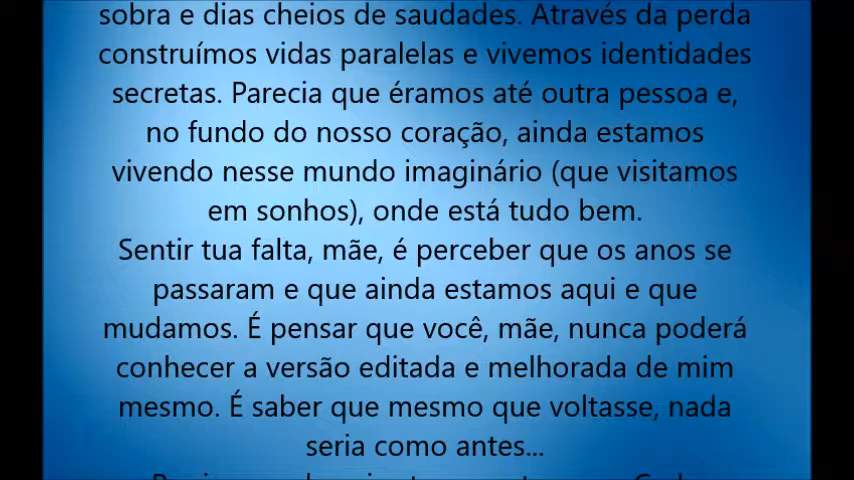 sobra e dias cheios de saudades. Através da perda
construímos vidas paralelas e vivemos identidades
secretas. Parecia que éramos até outra pessoa e,
no fundo do nosso coração, ainda estamos
vivendo nesse mundo imaginário (que visitamos
em sonhos), onde está tudo bem.
Sentir tua falta, mãe, é perceber que os anos se
passaram e que ainda estamos aqui e que
mudamos. É pensar que você, mãe, nunca poderá
conhecer a versão editada e melhorada de mim
mesmo. É saber que mesmo que voltasse, nada
seria como antes...